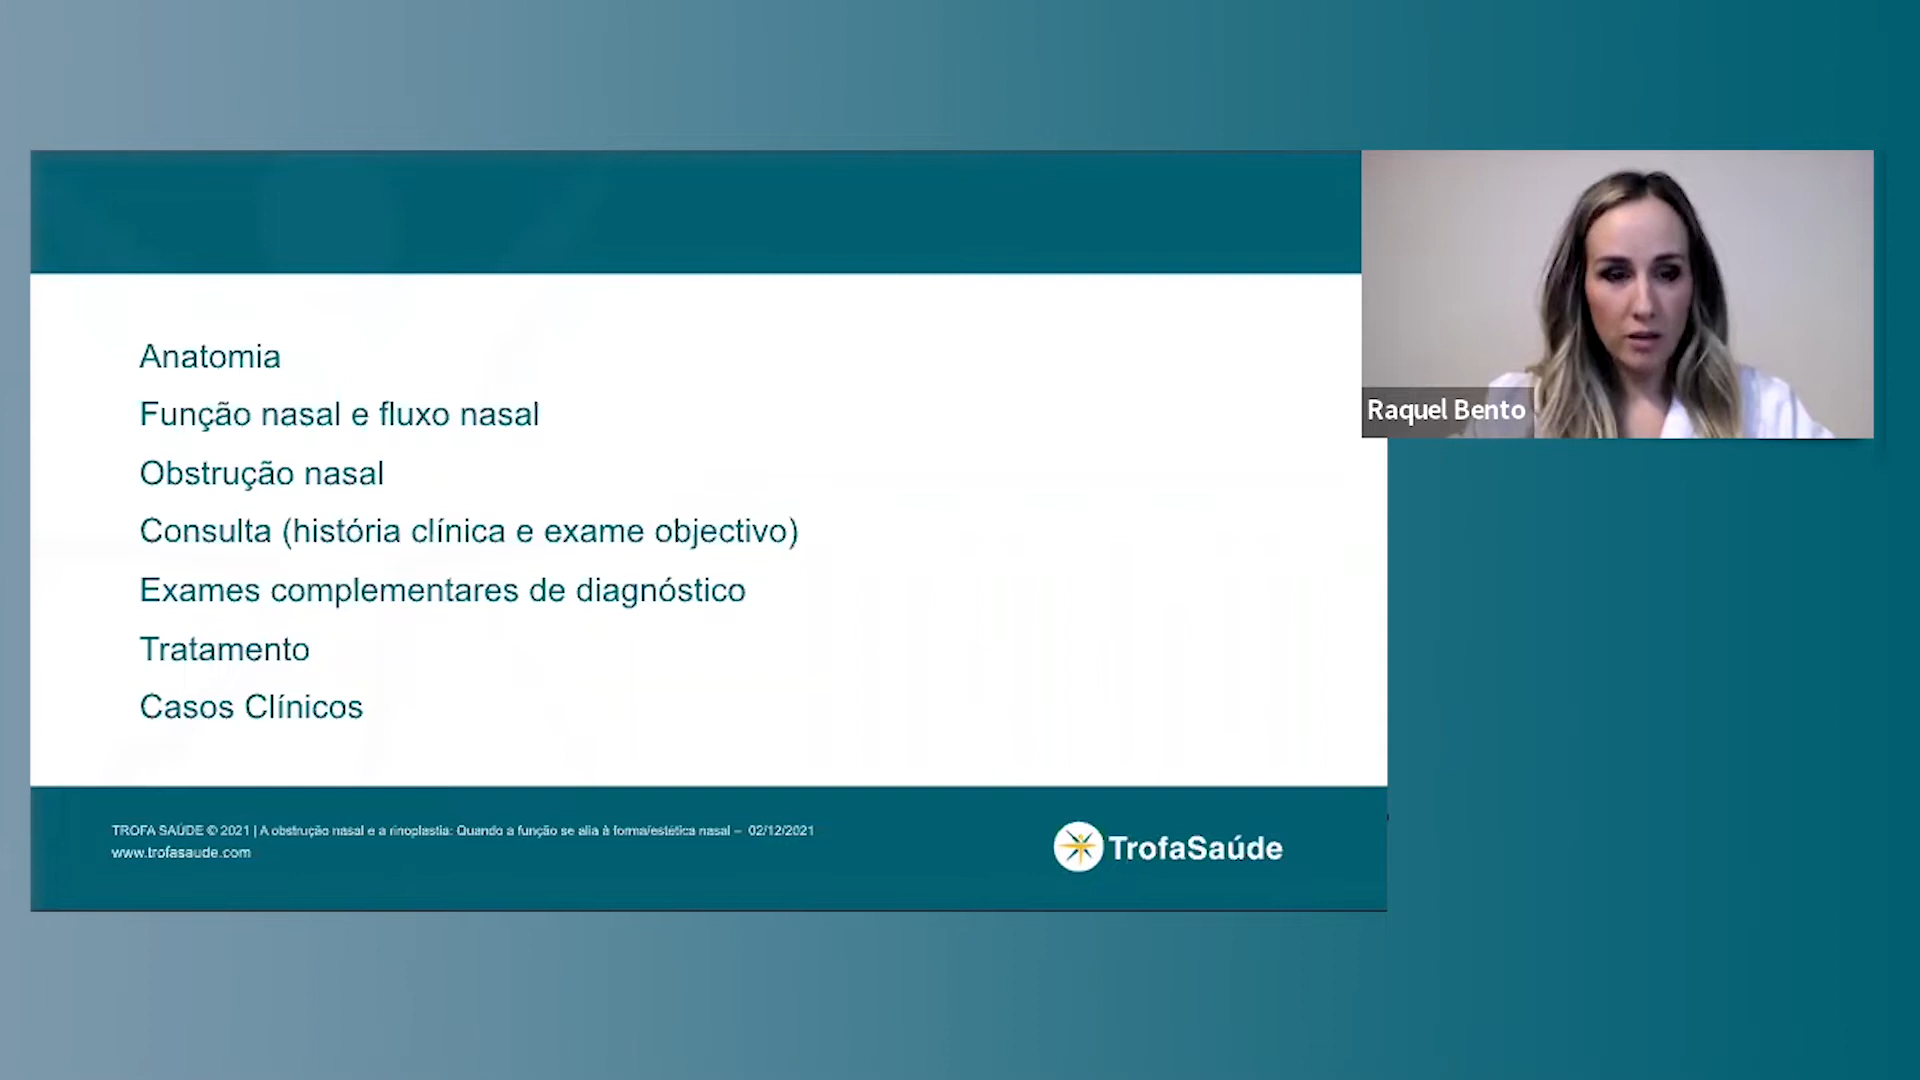 Anatomia
Função nasal e fluxo nasal
Obstrução nasal
Consulta (história clínica e exame objectivo)
Exames complementares de diagnóstico
Tratamento
Casos Clínicos
Raquel Bento
TROFA SAÚDE © 2021 | A obstrução nasal e a rinoplastia: Quando a função se alia à forma/estética nasal – 02/12/2021
www.trofasaude.com
TrofaSaúde